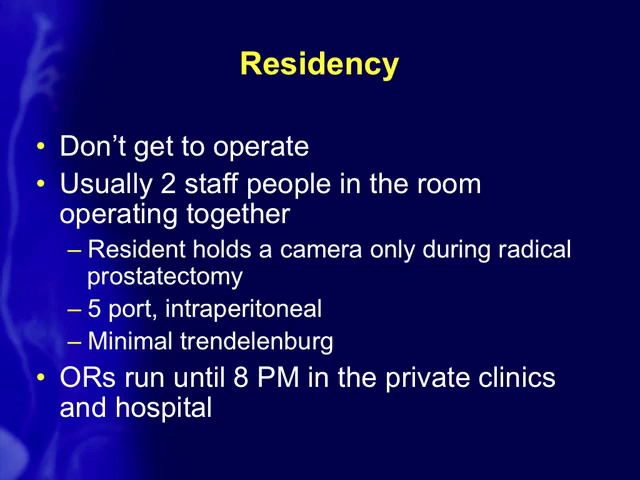 Residency
• Don’t get to operate
• Usually 2 staff people in the room
operating together
– Resident holds a camera only during radical
prostatectomy
– 5 port, intraperitoneal
– Minimal trendelenburg
• ORs run until 8 PM in the private clinics
and hospital